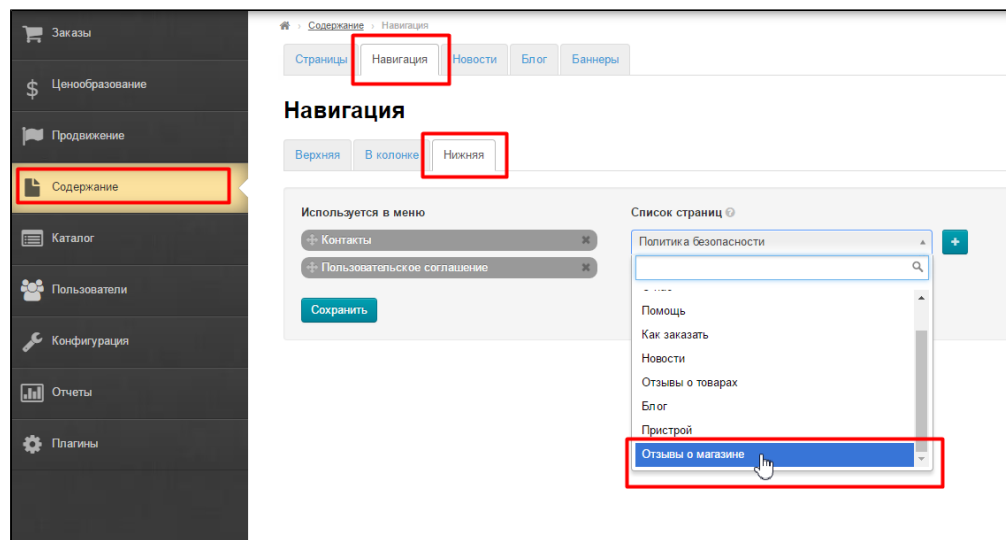 Заказы
Ценообразование
Продвижение
Содержание
Каталог
Пользователи
Конфигурация
Отчеты
Плагины
Содержание › Навигация
Страницы Навигация Новости Блог Баннеры
Навигация
Верхняя В колонке Нижняя
Используется в меню
Контакты
Пользовательское соглашение
Сохранить
Список страниц
Политика безопасности
Помощь
Как заказать
Новости
Отзывы о товарах
Блог
Пристрой
Отзывы о магазине